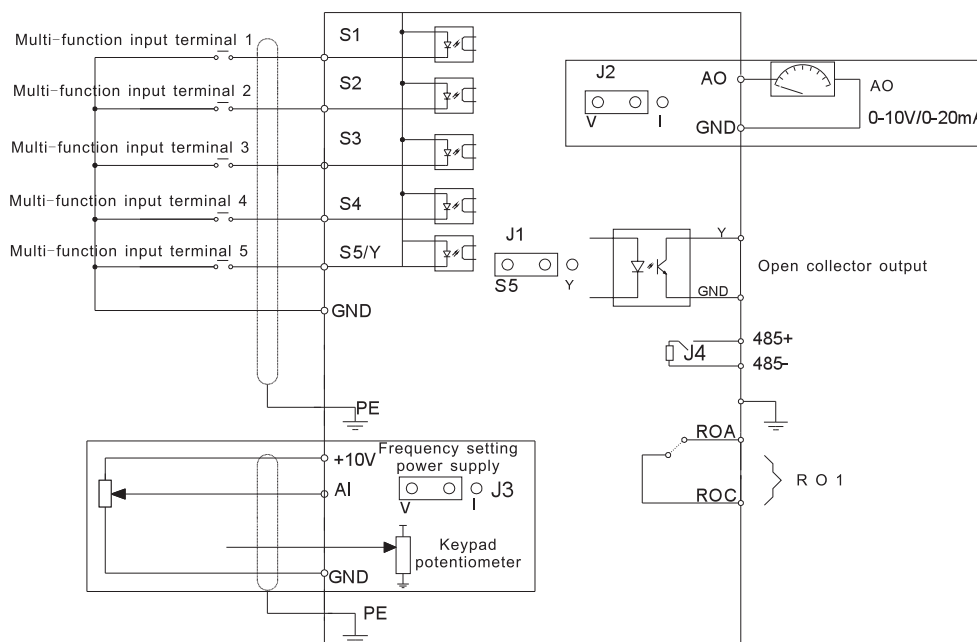 Multi-function input terminal 1
S1
Multi-function input terminal 2
S2
Multi-function input terminal 3
S3
Multi-function input terminal 4
S4
Multi-function input terminal 5
S5/Y
GND
PE
J1
S5
Y
J2
V
I
AO
GND
AO
0-10V/0-20mA
Y
GND
Open collector output
J4
485+
485-
ROA
ROC
RO1
+10V
Frequency setting
power supply
AI
V
I
J3
Keypad
potentiometer
GND
PE